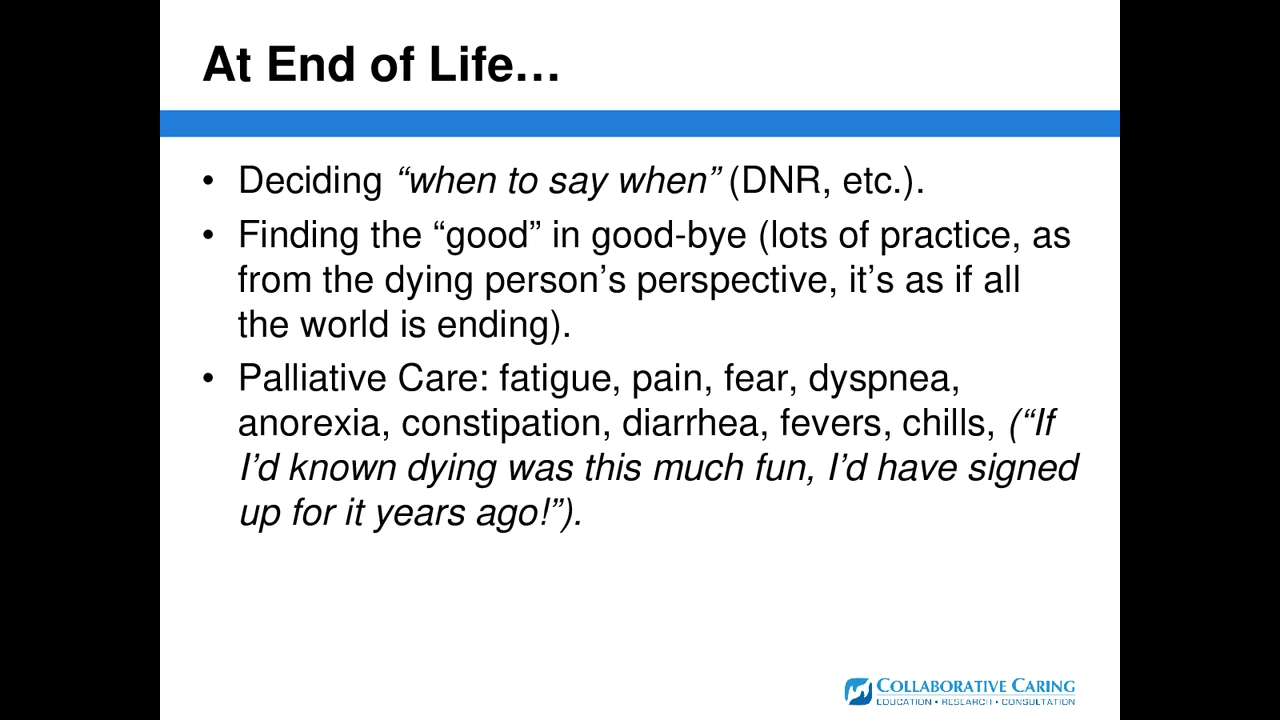 At End of Life…
• Deciding “when to say when” (DNR, etc.).
• Finding the “good” in good-bye (lots of practice, as
from the dying person’s perspective, it’s as if all
the world is ending).
• Palliative Care: fatigue, pain, fear, dyspnea,
anorexia, constipation, diarrhea, fevers, chills, (“If
I’d known dying was this much fun, I’d have signed
up for it years ago!”).
COLLABORATIVE CARING
EDUCATION • RESEARCH • CONSULTATION